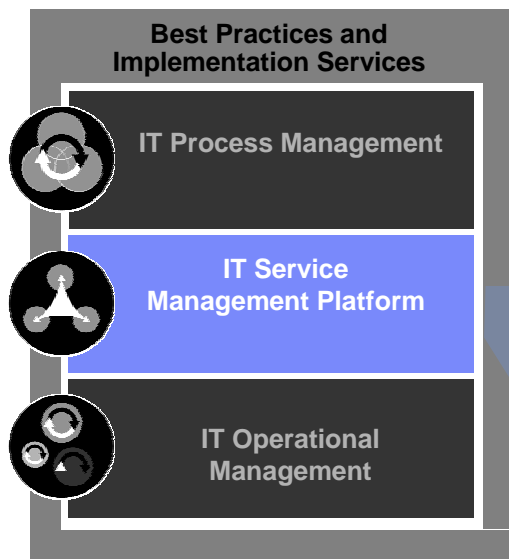 Best Practices and
Implementation Services
IT Process Management
IT Service
Management Platform
IT Operational
Management